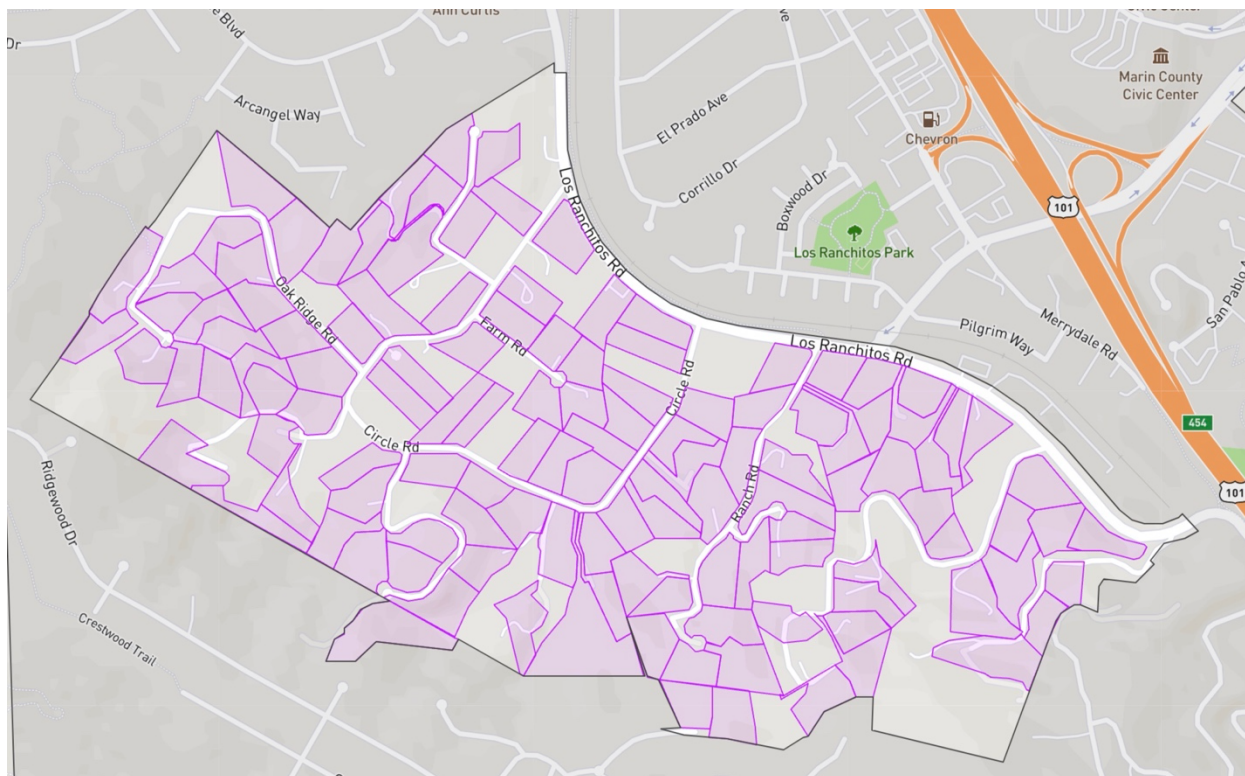 Ann Curtis
Blvd
Dr
Arcangel Way
El Prado Ave
Corrillo Dr
Boxwood Dr
Los Ranchitos Park
Chevron
Marin County
Civic Center
101
Los Ranchitos Rd
Oak Ridge Rd
Farm Rd
Circle Rd
Los Ranchitos Rd
Pilgrim Way
Merrydale Rd
San Pablo A
454
101
Circle Rd
Ranch Rd
Ridgewood Dr
Crestwood Trail